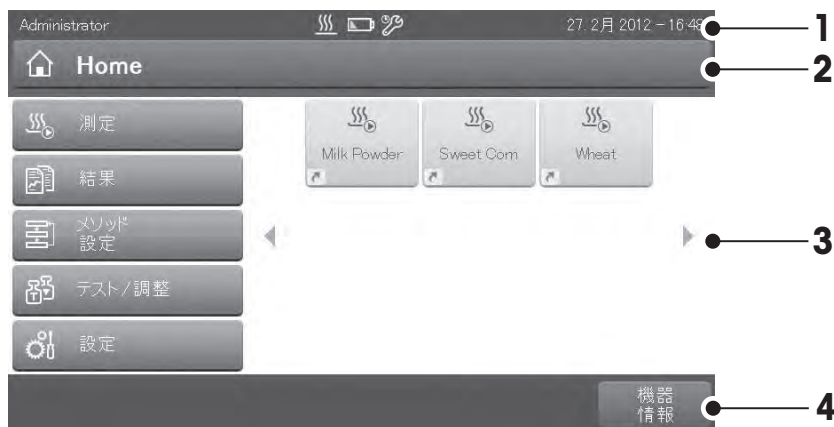 Administrator 27. 2月 2012 - 16:48 1
Home 2
測定
結果
メソッド
設定
テスト/調整
設定
Milk Powder Sweet Corn Wheat
3
機器
情報
4